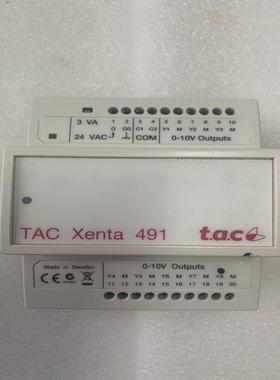 3 VA 1 2 3 4 5 6 7 8 9 10
G G0 C1 C2 Y1 M Y2 Y3 M
24 VAC COM 0-10V Outputs
TAC Xenta 491 t.a.c
Made in Sweden 0-10V Outputs
CE
Y4 M Y5 M Y6 M Y7 M Y8 M
11 12 13 14 15 16 17 18 19 20